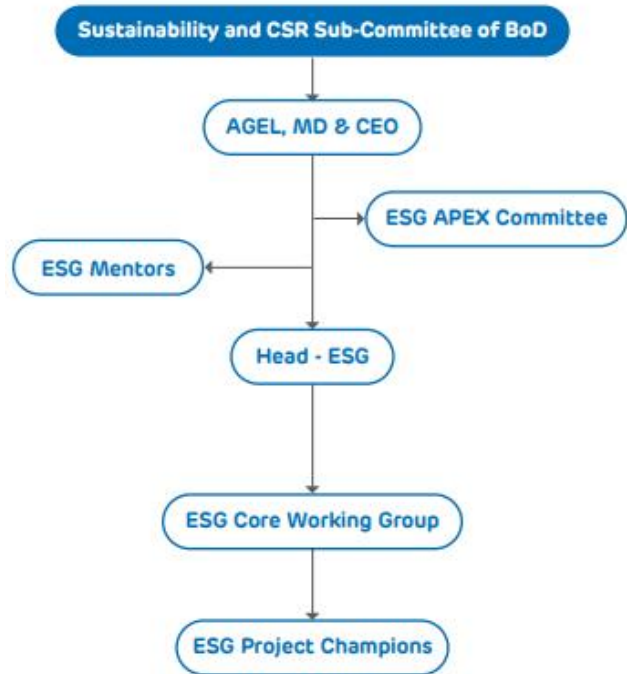 Sustainability and CSR Sub-Committee of BoD
AGEL, MD & CEO
ESG APEX Committee
ESG Mentors
Head - ESG
ESG Core Working Group
ESG Project Champions